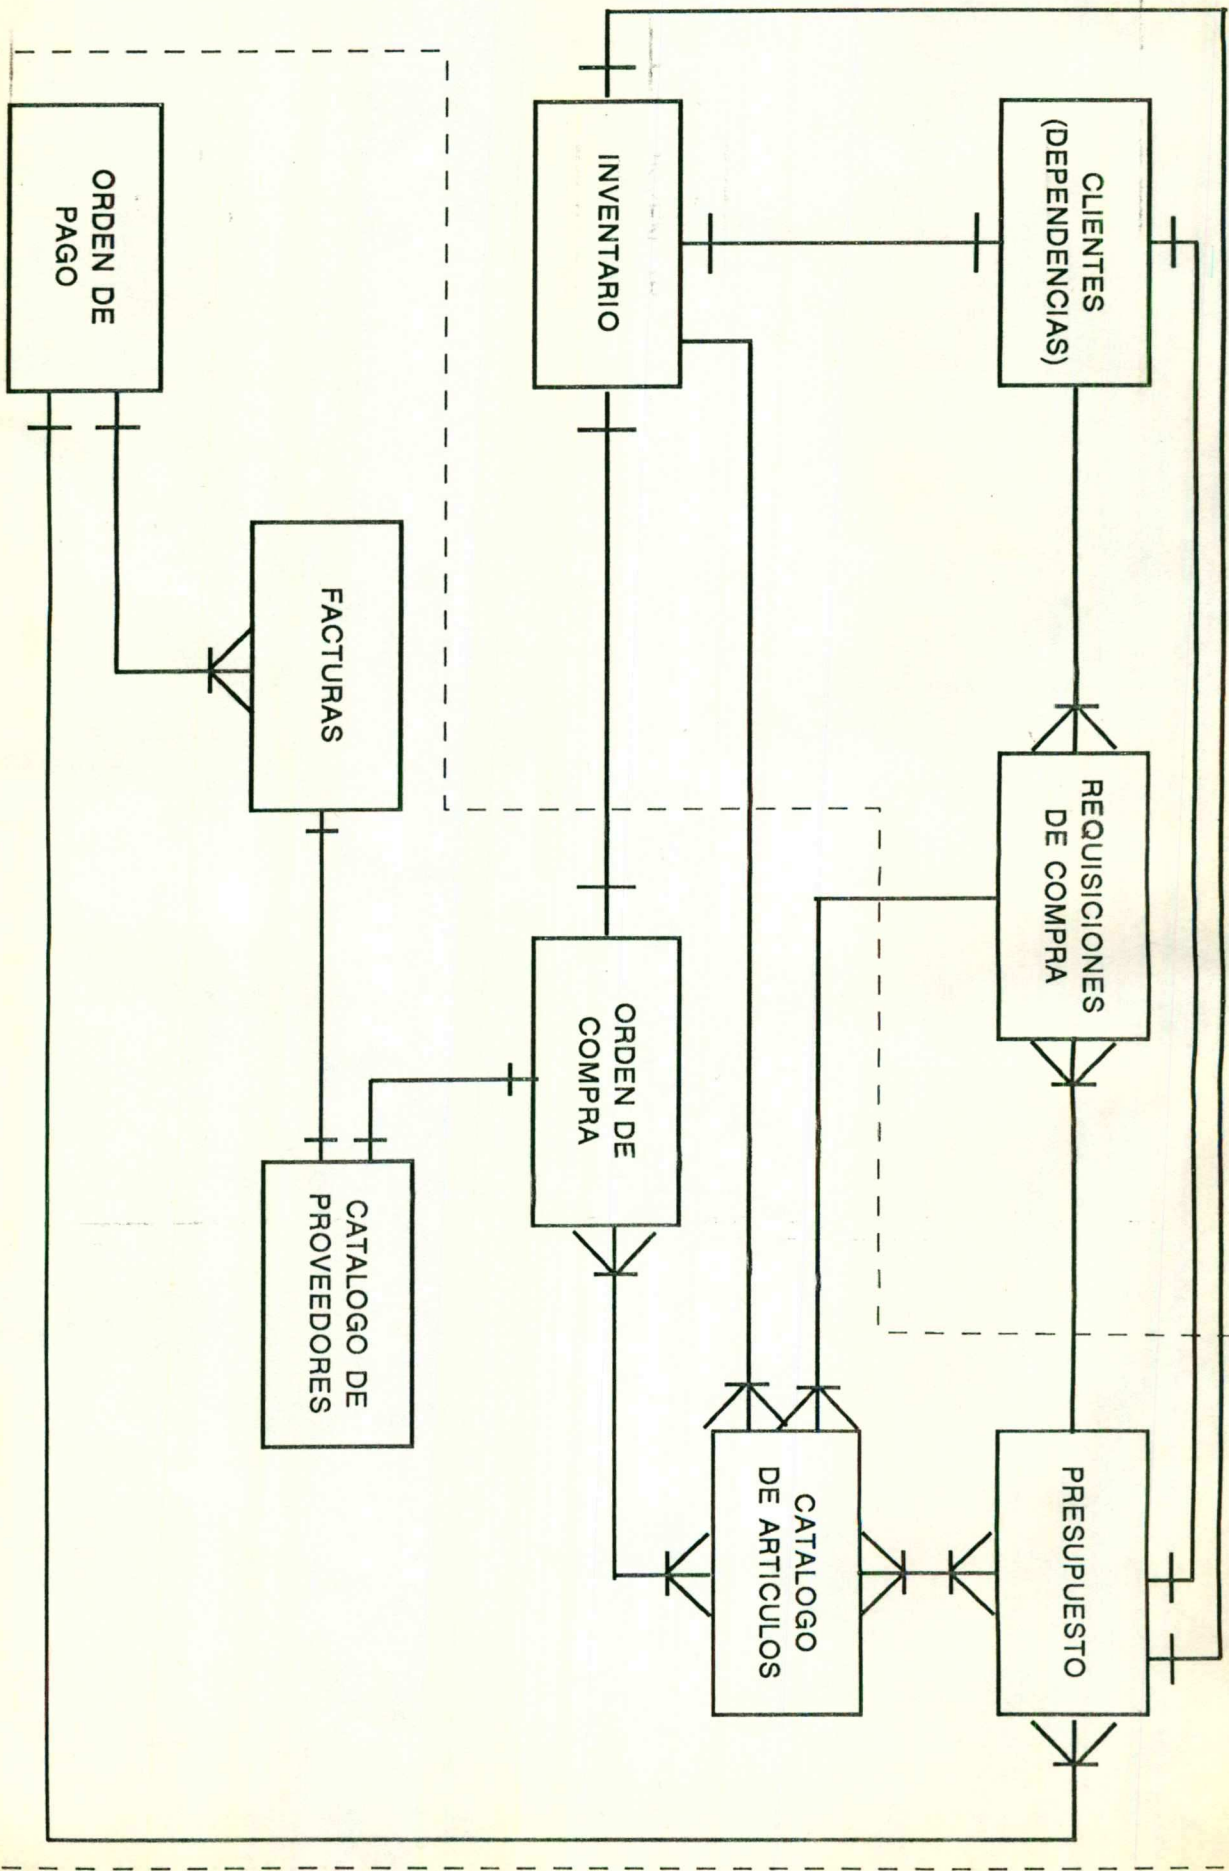 CLIENTES
(DEPENDENCIAS)
REQUISICIONES
DE COMPRA
PRESUPUESTO
CATALOGO
DE ARTICULOS
INVENTARIO
ORDEN DE
COMPRA
FACTURAS
CATALOGO DE
PROVEEDORES
ORDEN DE
PAGO